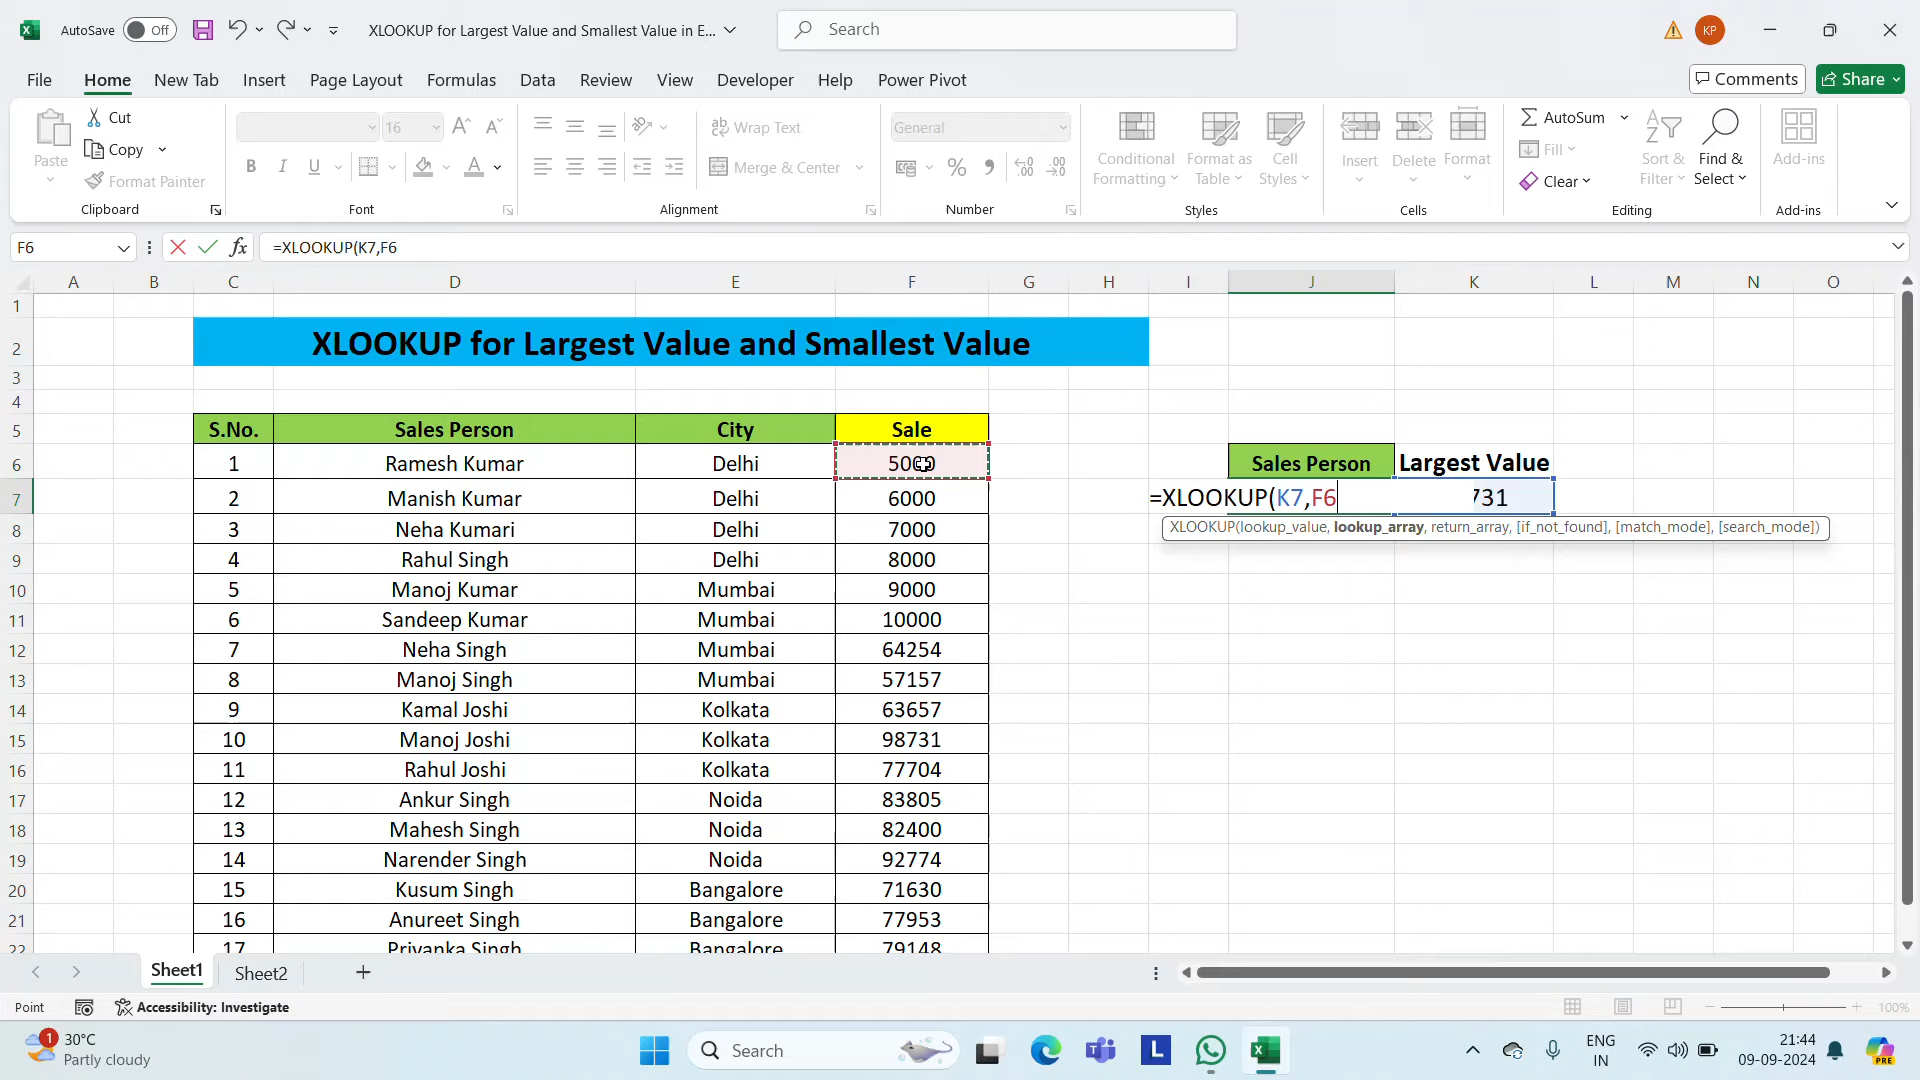 AutoSave Off XLOOKUP for Largest Value and Smallest Value in E... Search KP
File Home New Tab Insert Page Layout Formulas Data Review View Developer Help Power Pivot Comments Share
Paste Cut Copy Format Painter
16
Wrap Text Merge & Center
General
Conditional Formatting Format as Table Cell Styles
Insert Delete Format
AutoSum Fill Clear Sort & Filter Find & Select
Add-ins
Clipboard Font Alignment Number Styles Cells Editing Add-ins
F6 fx =XLOOKUP(K7,F6
A B C D E F G H I J K L M N O
1
2 XLOOKUP for Largest Value and Smallest Value
3
4
5 S.No. Sales Person City Sale
6 1 Ramesh Kumar Delhi 5000 Sales Person Largest Value
7 2 Manish Kumar Delhi 6000 =XLOOKUP(K7,F6 731
XLOOKUP(lookup_value, lookup_array, return_array, [if_not_found], [match_mode], [search_mode])
8 3 Neha Kumari Delhi 7000
9 4 Rahul Singh Delhi 8000
10 5 Manoj Kumar Mumbai 9000
11 6 Sandeep Kumar Mumbai 10000
12 7 Neha Singh Mumbai 64254
13 8 Manoj Singh Mumbai 57157
14 9 Kamal Joshi Kolkata 63657
15 10 Manoj Joshi Kolkata 98731
16 11 Rahul Joshi Kolkata 77704
17 12 Ankur Singh Noida 83805
18 13 Mahesh Singh Noida 82400
19 14 Narender Singh Noida 92774
20 15 Kusum Singh Bangalore 71630
21 16 Anureet Singh Bangalore 77953
22 17 Priyanka Singh Bangalore 79148
Sheet1 Sheet2
Point Accessibility: Investigate 100%
1 30°C
Partly cloudy
Search L ENG
IN
21:44
09-09-2024
PRE